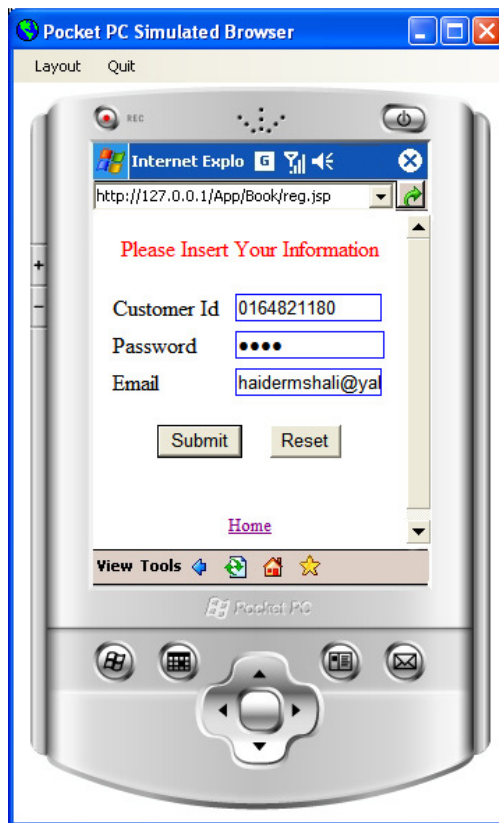 Pocket PC Simulated Browser
Layout Quit
REC
Internet Explo G
http://127.0.0.1/App/Book/reg.jsp
Please Insert Your Information
Customer Id 0164821180
Password ●●●●
Email haidermshali@yal
Submit Reset
Home
View Tools
Pocket PC